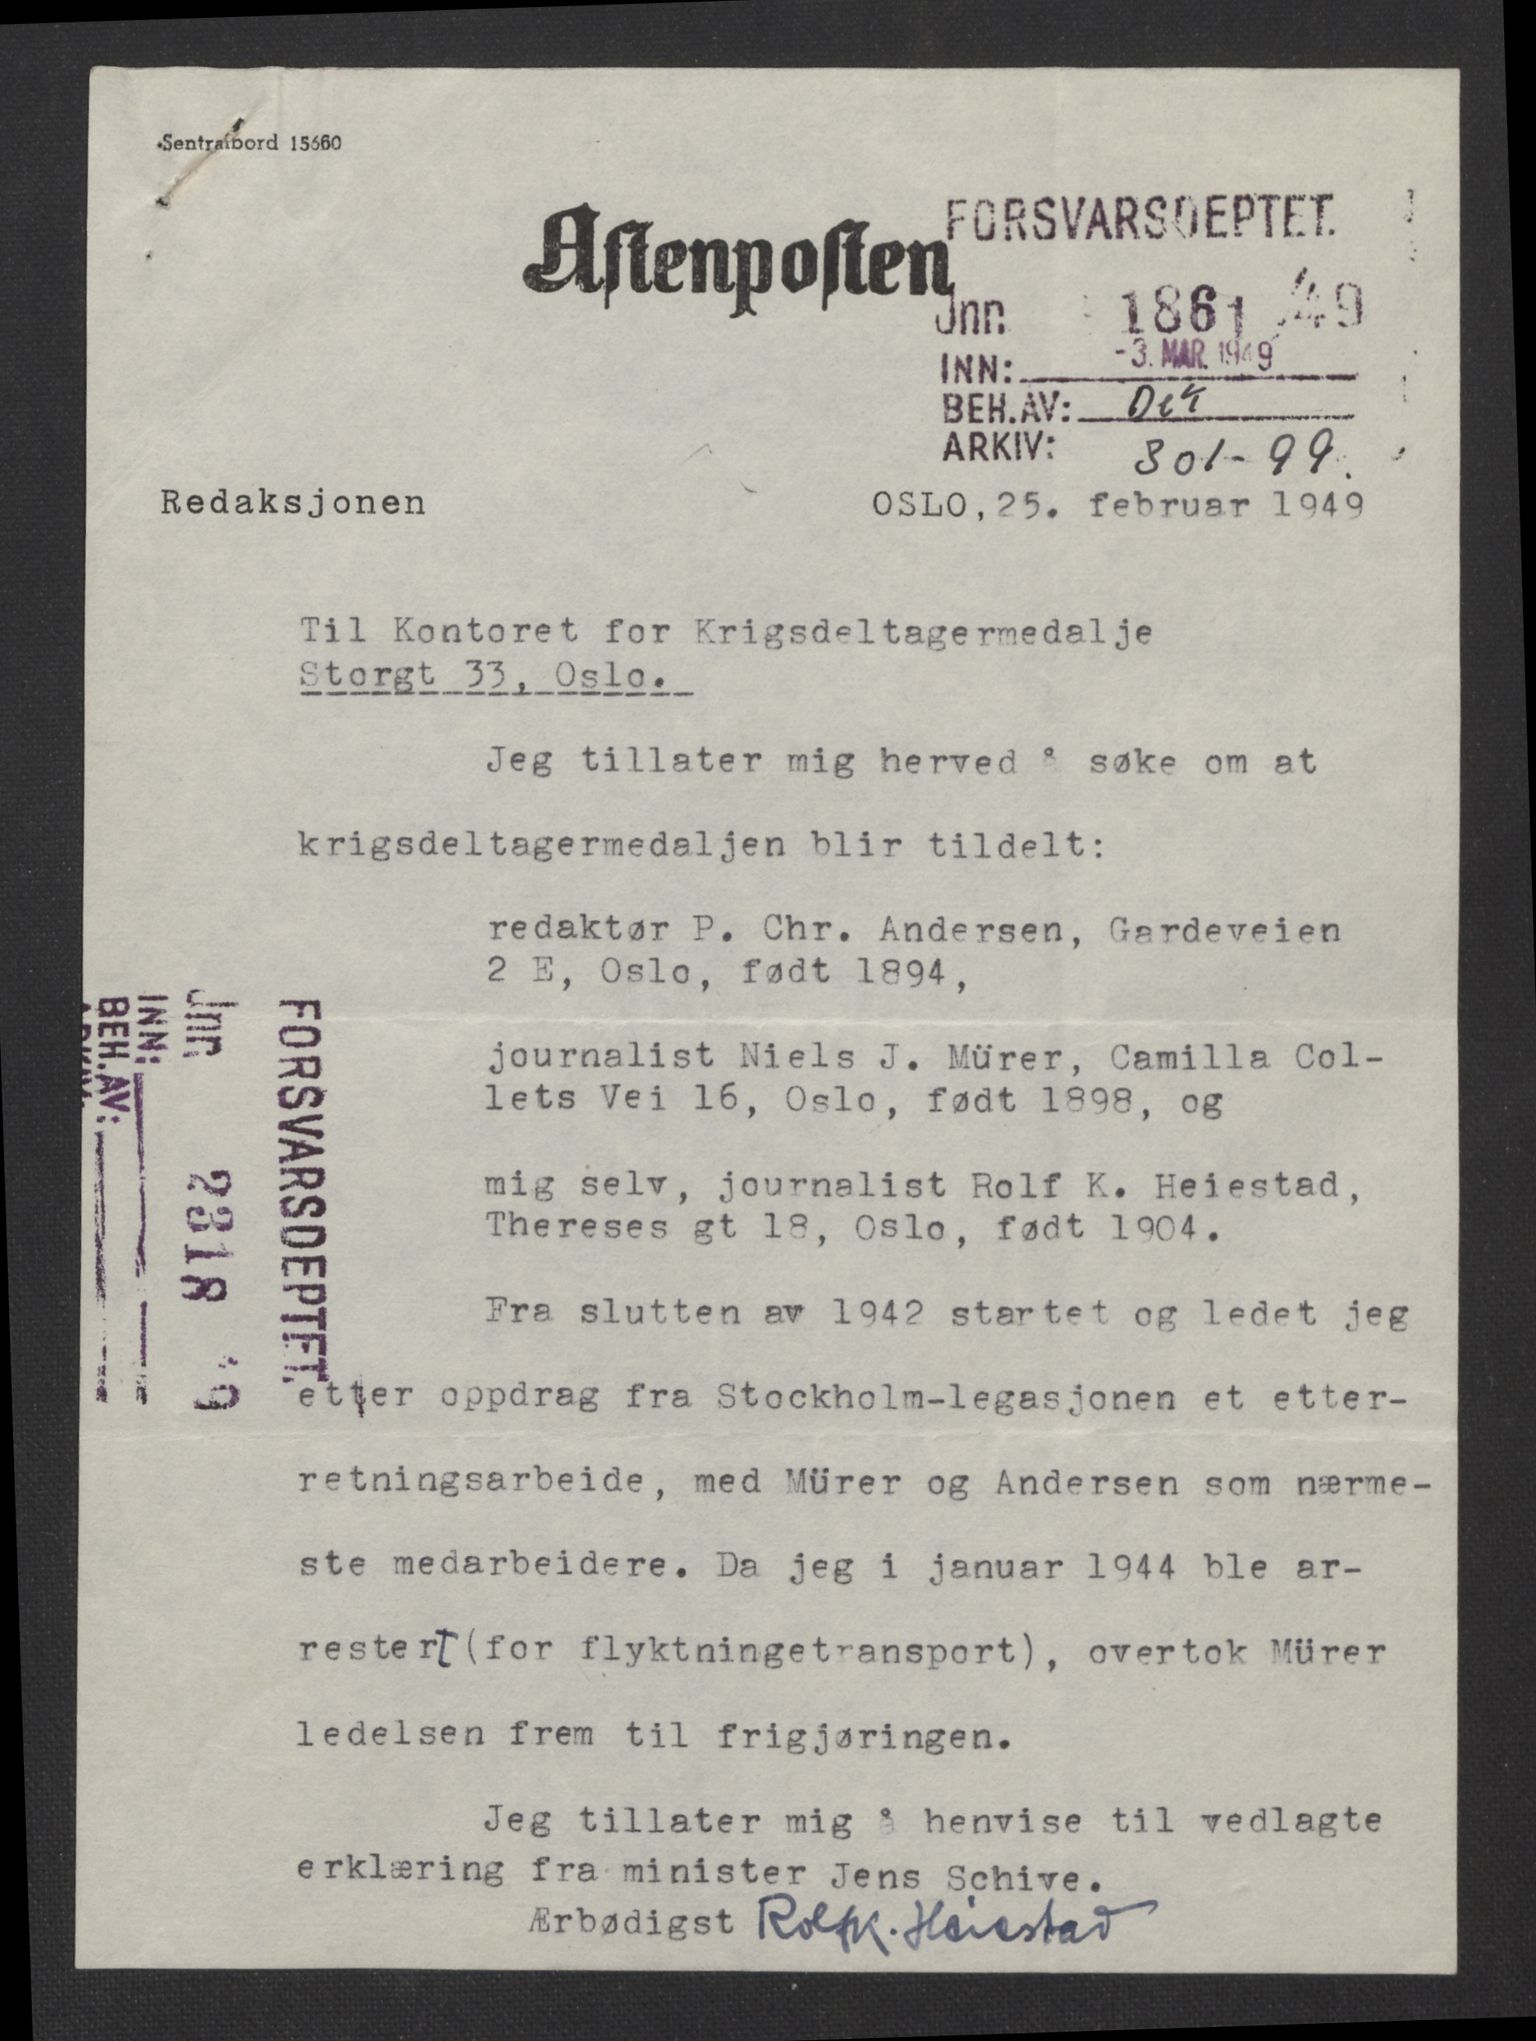 Sentralbord 15660
Aftenposten
FORSVARSDEPTET.
Jnr. 1861 /49
INN: -3. MAR. 1949
BEH.AV:
ARKIV: 301-99.
Redaksjonen
OSLO, 25. februar 1949
Til Kontoret for Krigsdeltagermedalje
Storgt 33, Oslo.
Jeg tillater mig herved å søke om at
krigsdeltagermedaljen blir tildelt:
redaktør P. Chr. Andersen, Gardeveien
2 E, Oslo, født 1894,
journalist Niels J. Mürer, Camilla Col-
lets Vei 16, Oslo, født 1898, og
mig selv, journalist Rolf K. Heiestad,
Thereses gt 18, Oslo, født 1904.
Fra slutten av 1942 startet og ledet jeg
etter oppdrag fra Stockholm-legasjonen et etter-
retningsarbeide, med Mürer og Andersen som nærme-
ste medarbeidere. Da jeg i januar 1944 ble ar-
restert (for flyktningetransport), overtok Mürer
ledelsen frem til frigjøringen.
Jeg tillater mig å henvise til vedlagte
erklæring fra minister Jens Schive.
Ærbødigst Rolf K. Heiestad
FORSVARSDEPTET.
Jnr. 2318 '49
INN:
BEH.AV:
ARKIV: